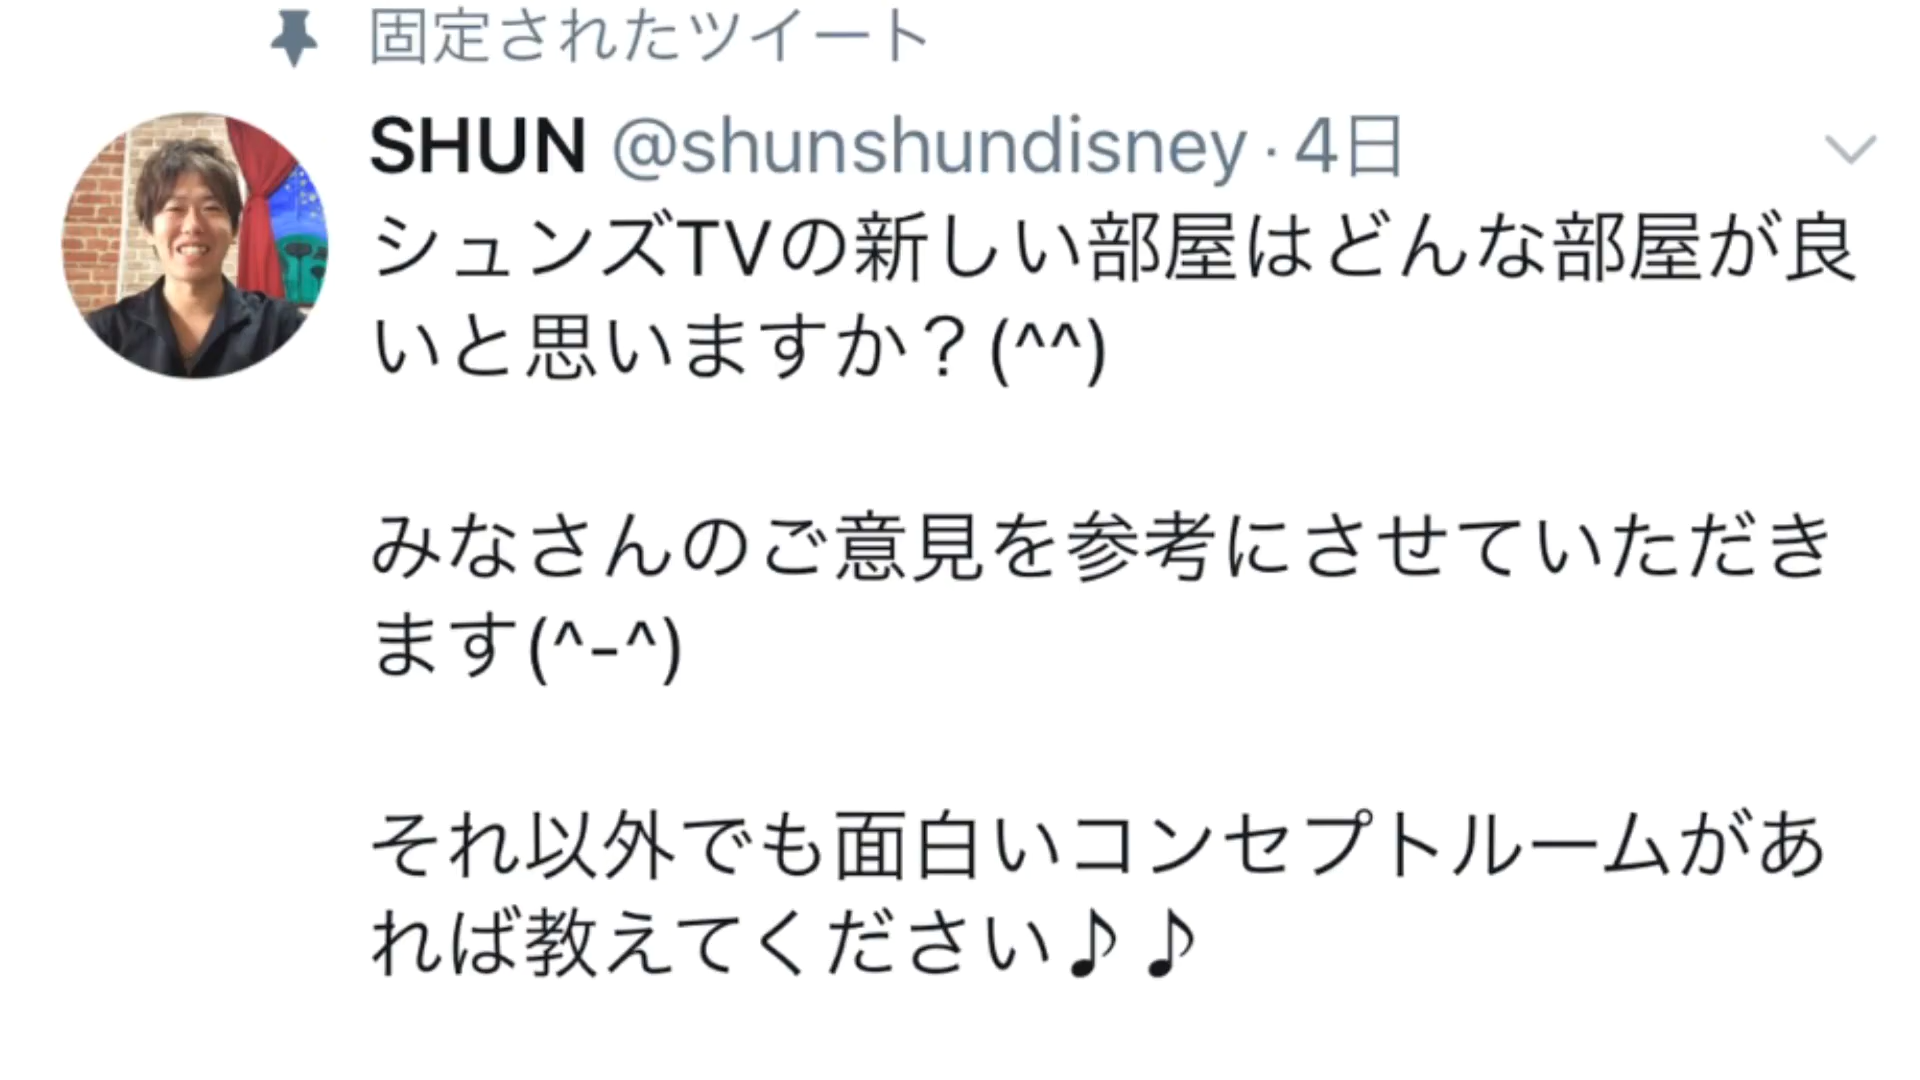 固定されたツイート
SHUN @shunshundisney · 4日
シュンズTVの新しい部屋はどんな部屋が良
いと思いますか？(^^)
みなさんのご意見を参考にさせていただき
ます(^-^)
それ以外でも面白いコンセプトルームがあ
れば教えてください♪♪